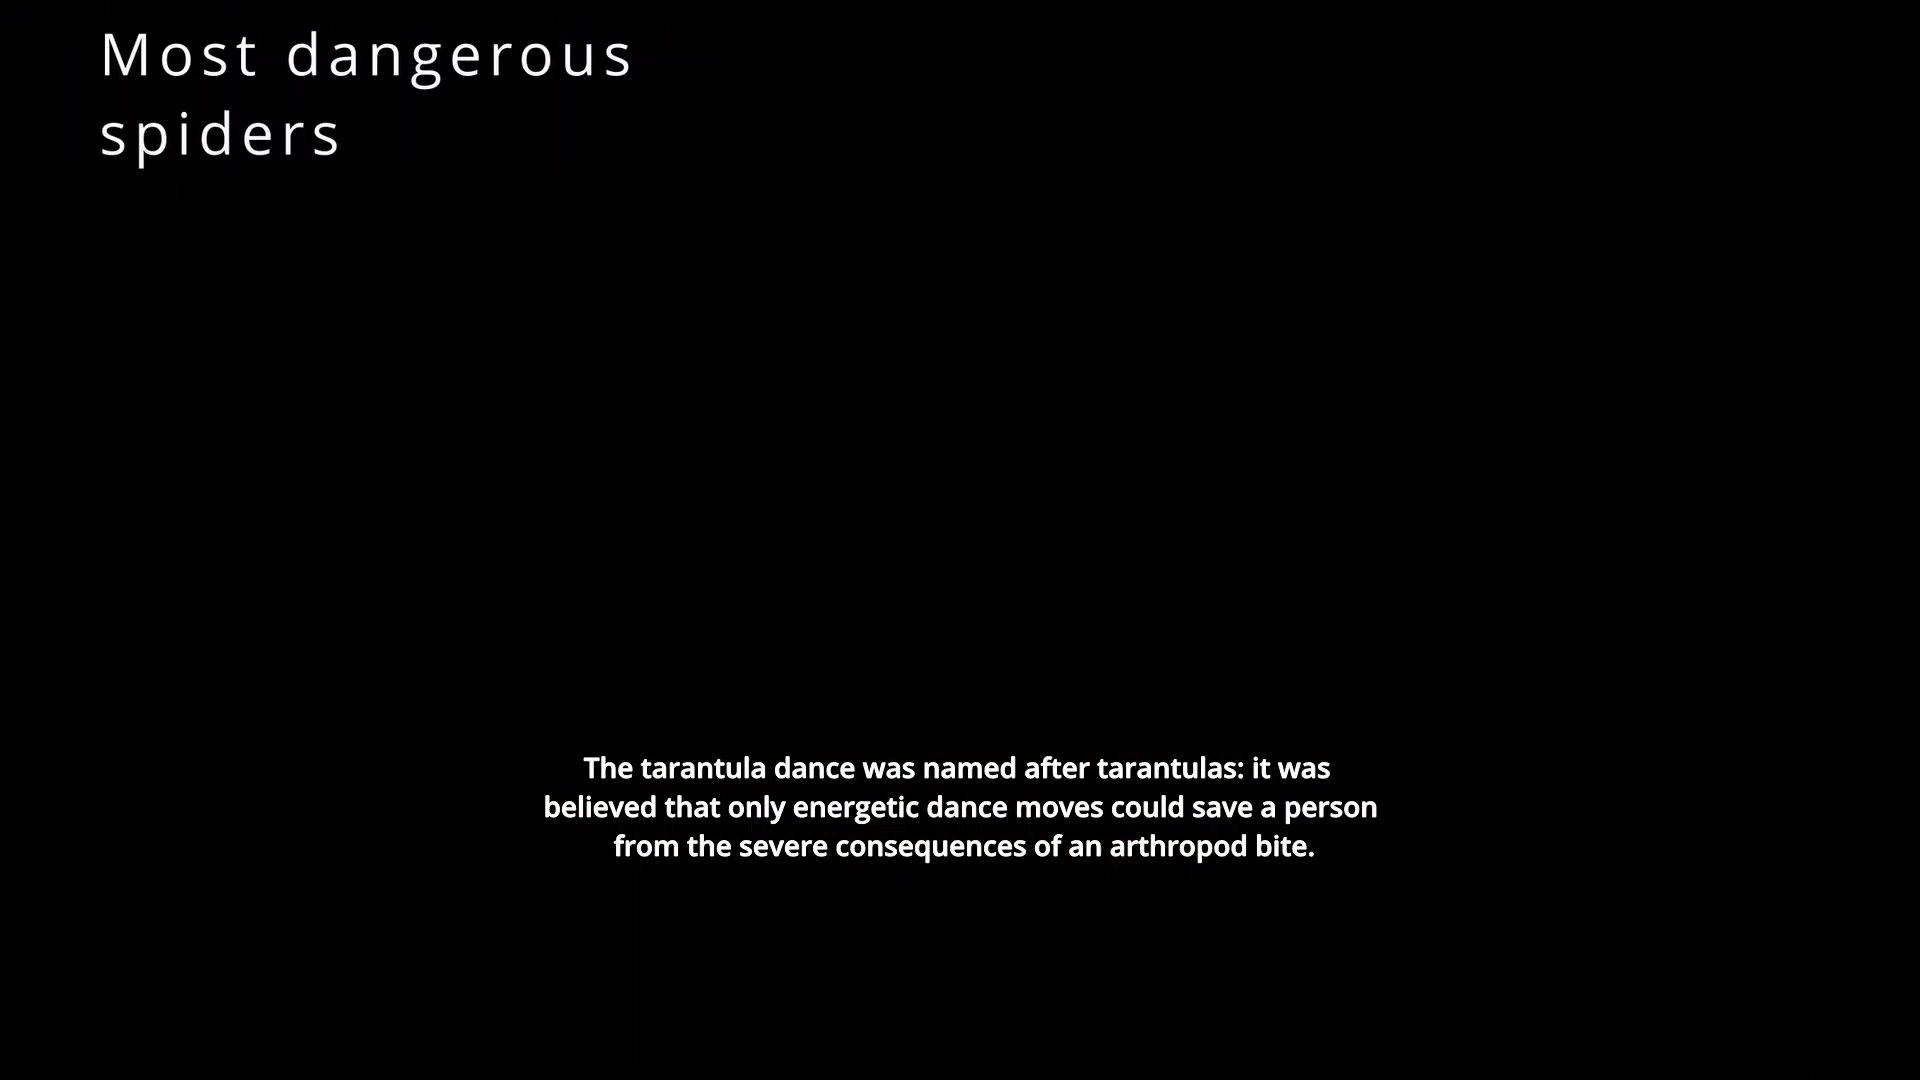 Most dangerous
spiders
The tarantula dance was named after tarantulas: it was
believed that only energetic dance moves could save a person
from the severe consequences of an arthropod bite.